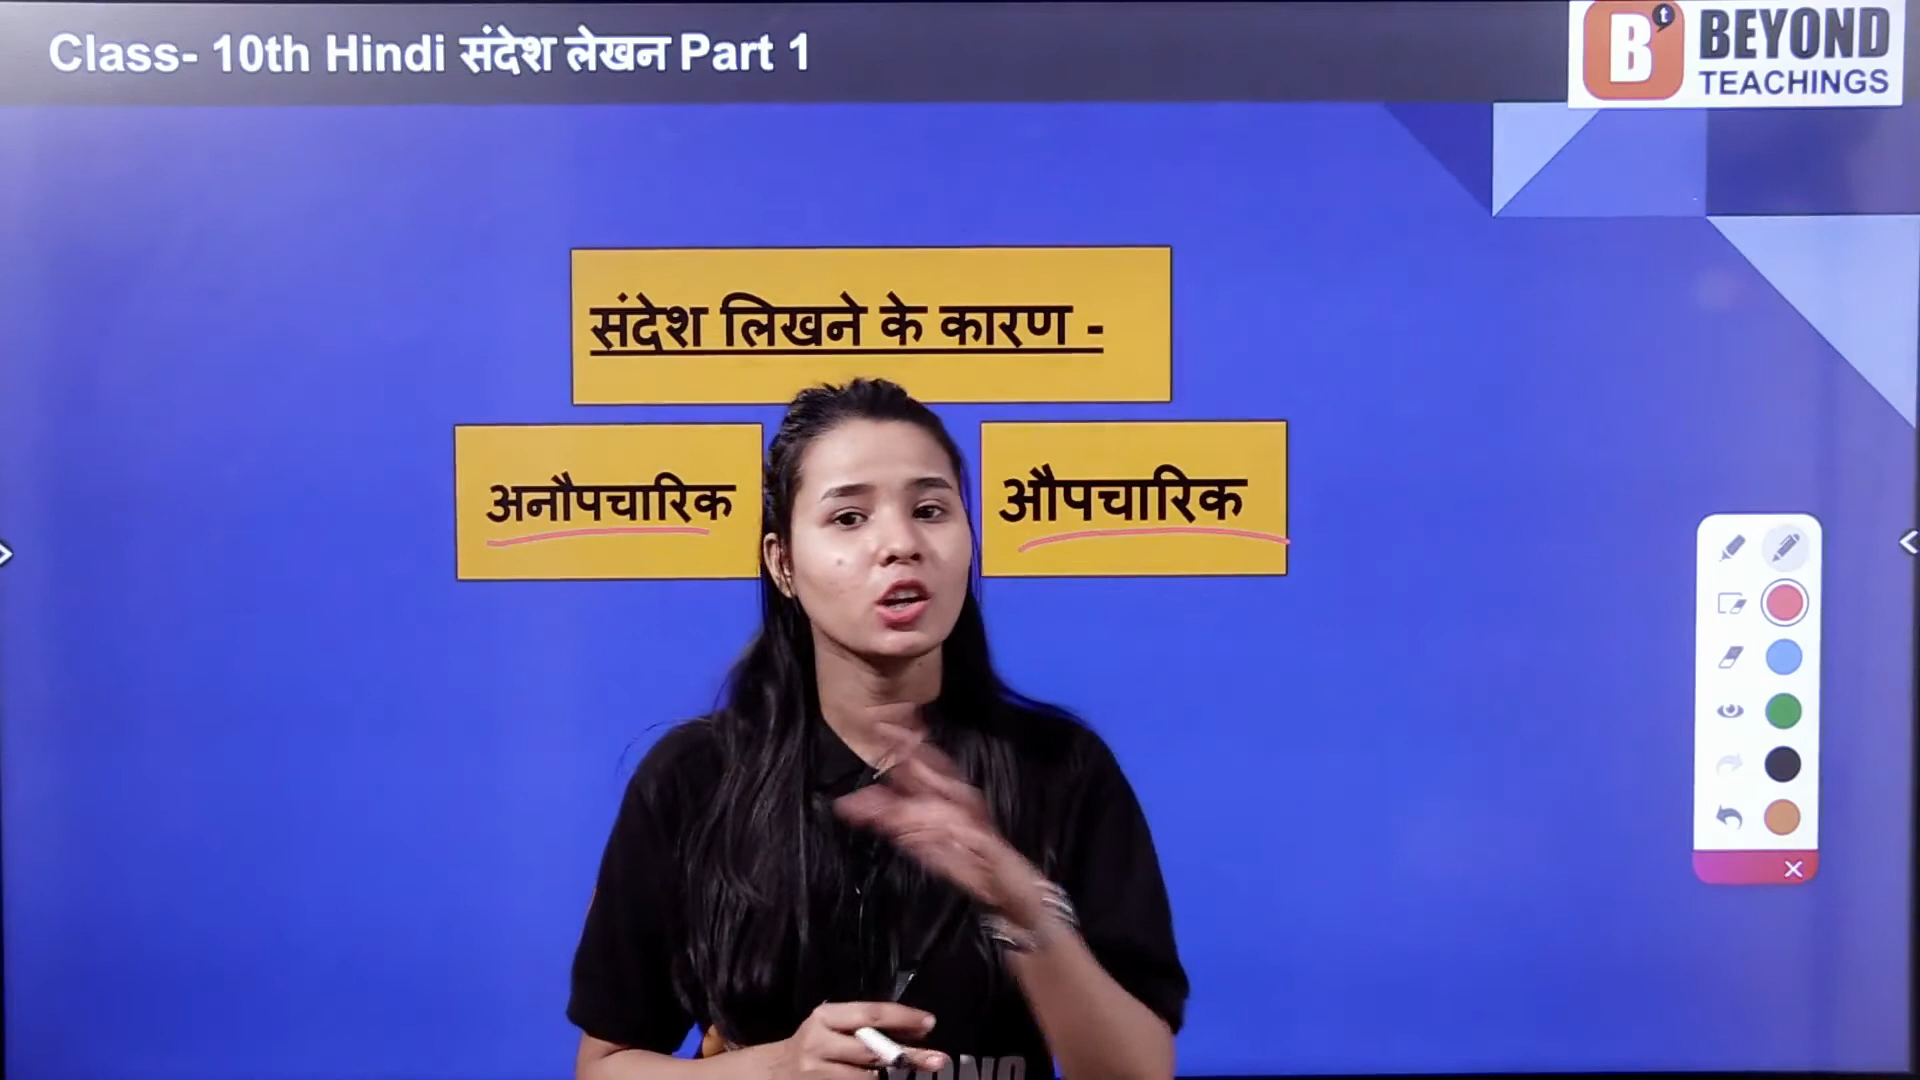 Class- 10th Hindi संदेश लेखन Part 1
B t BEYOND
TEACHINGS
संदेश लिखने के कारण -
अनौपचारिक
औपचारिक